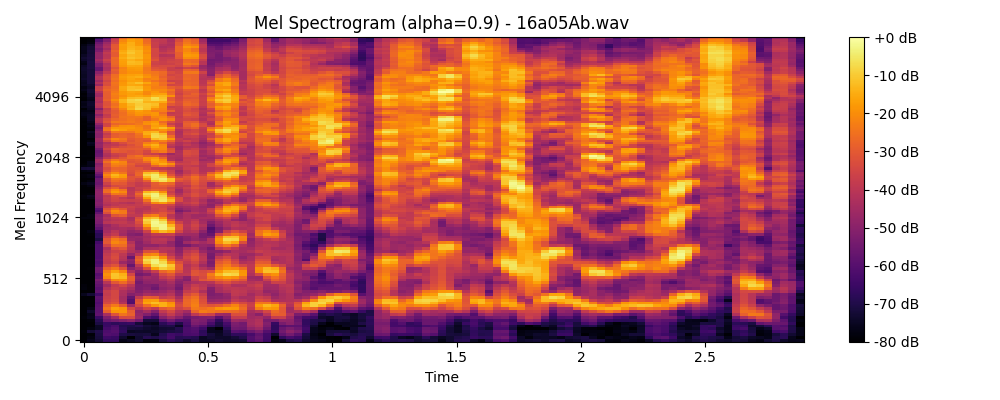 Mel Spectrogram (alpha=0.9) - 16a05Ab.wav
Mel Frequency
4096
2048
1024
512
0
0
0.5
1
1.5
2
2.5
Time
+0 dB
-10 dB
-20 dB
-30 dB
-40 dB
-50 dB
-60 dB
-70 dB
-80 dB